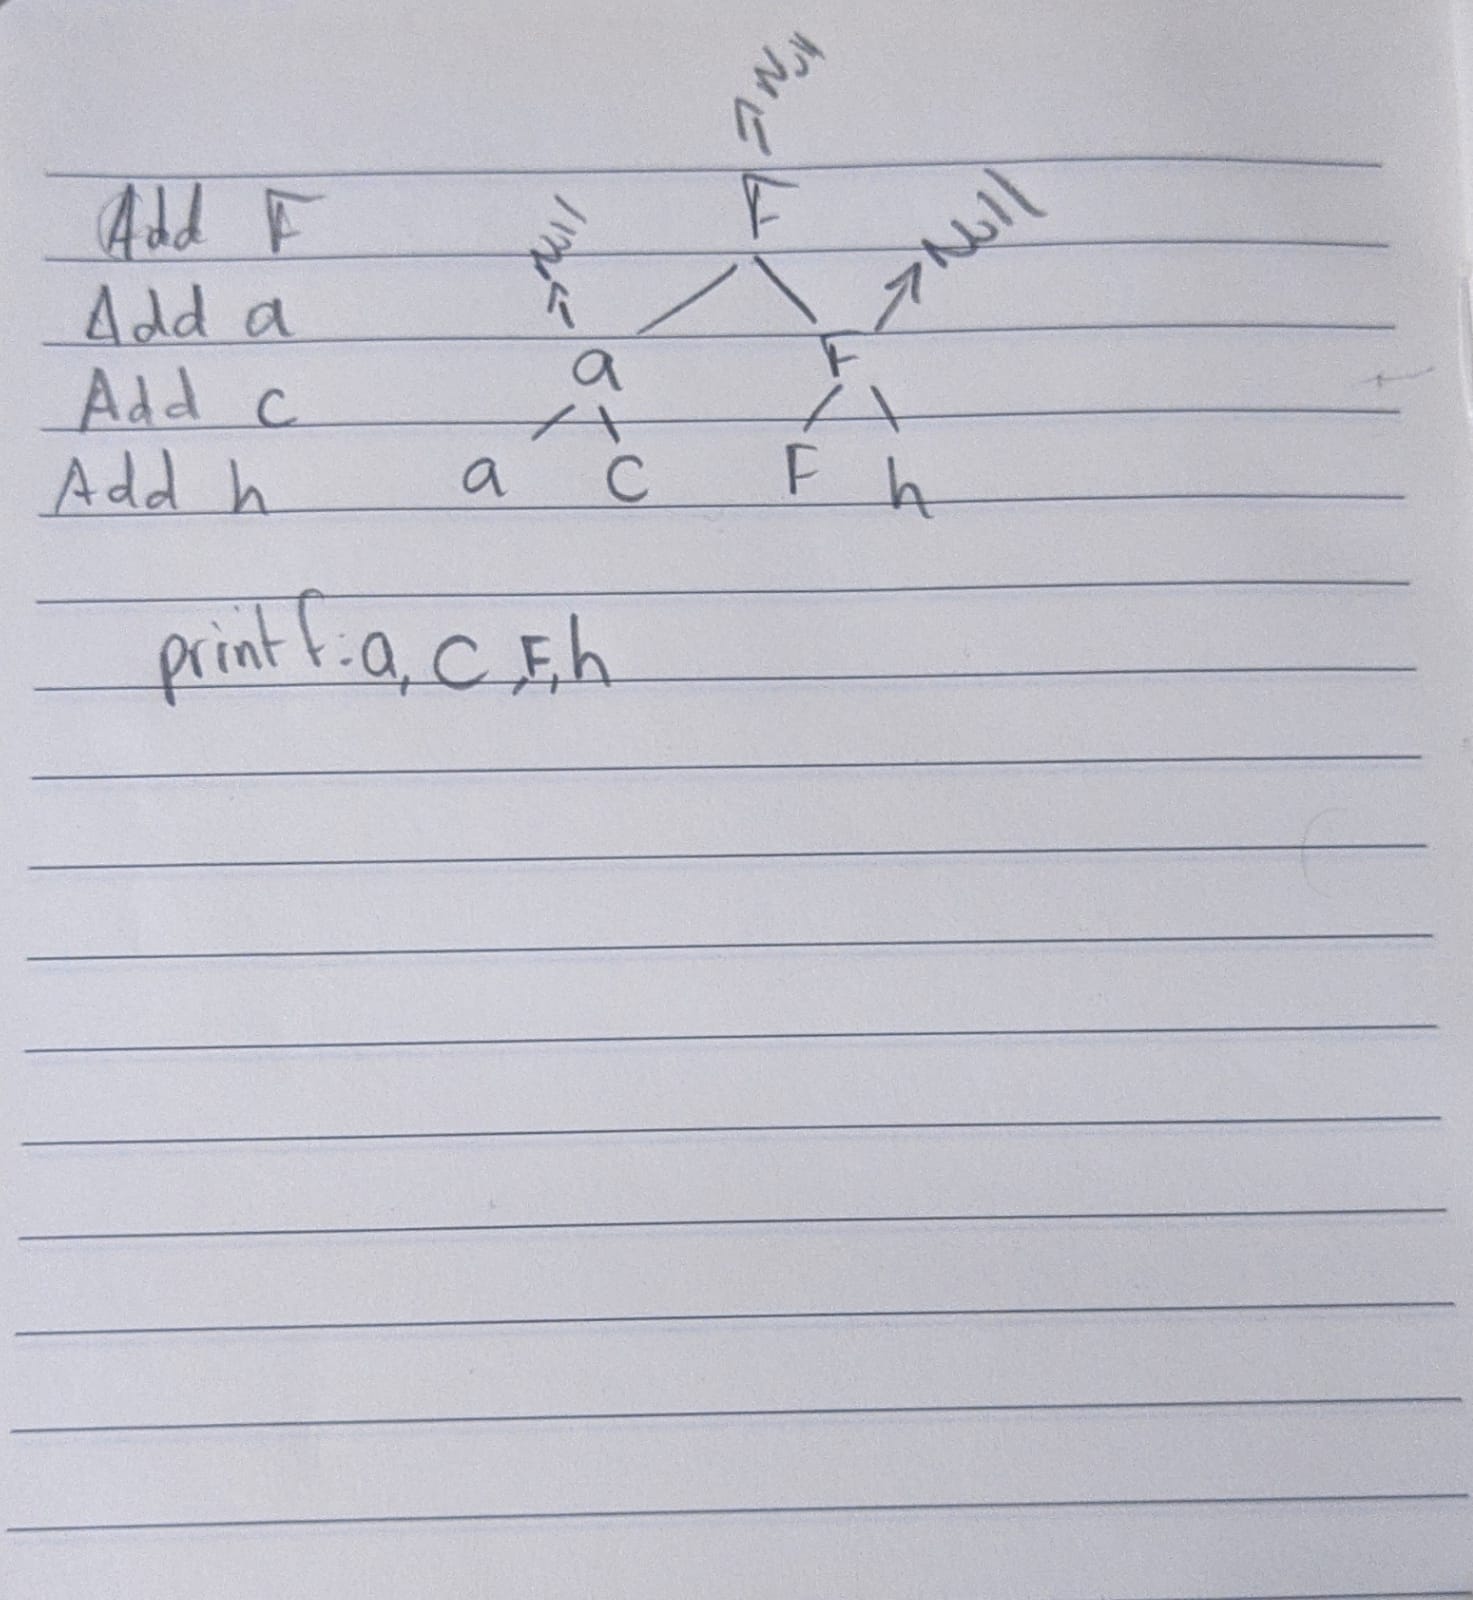 Null
Add F F
Null Null
Add a
a F
Add c
Add h a C F h
printf: a, C, F, h